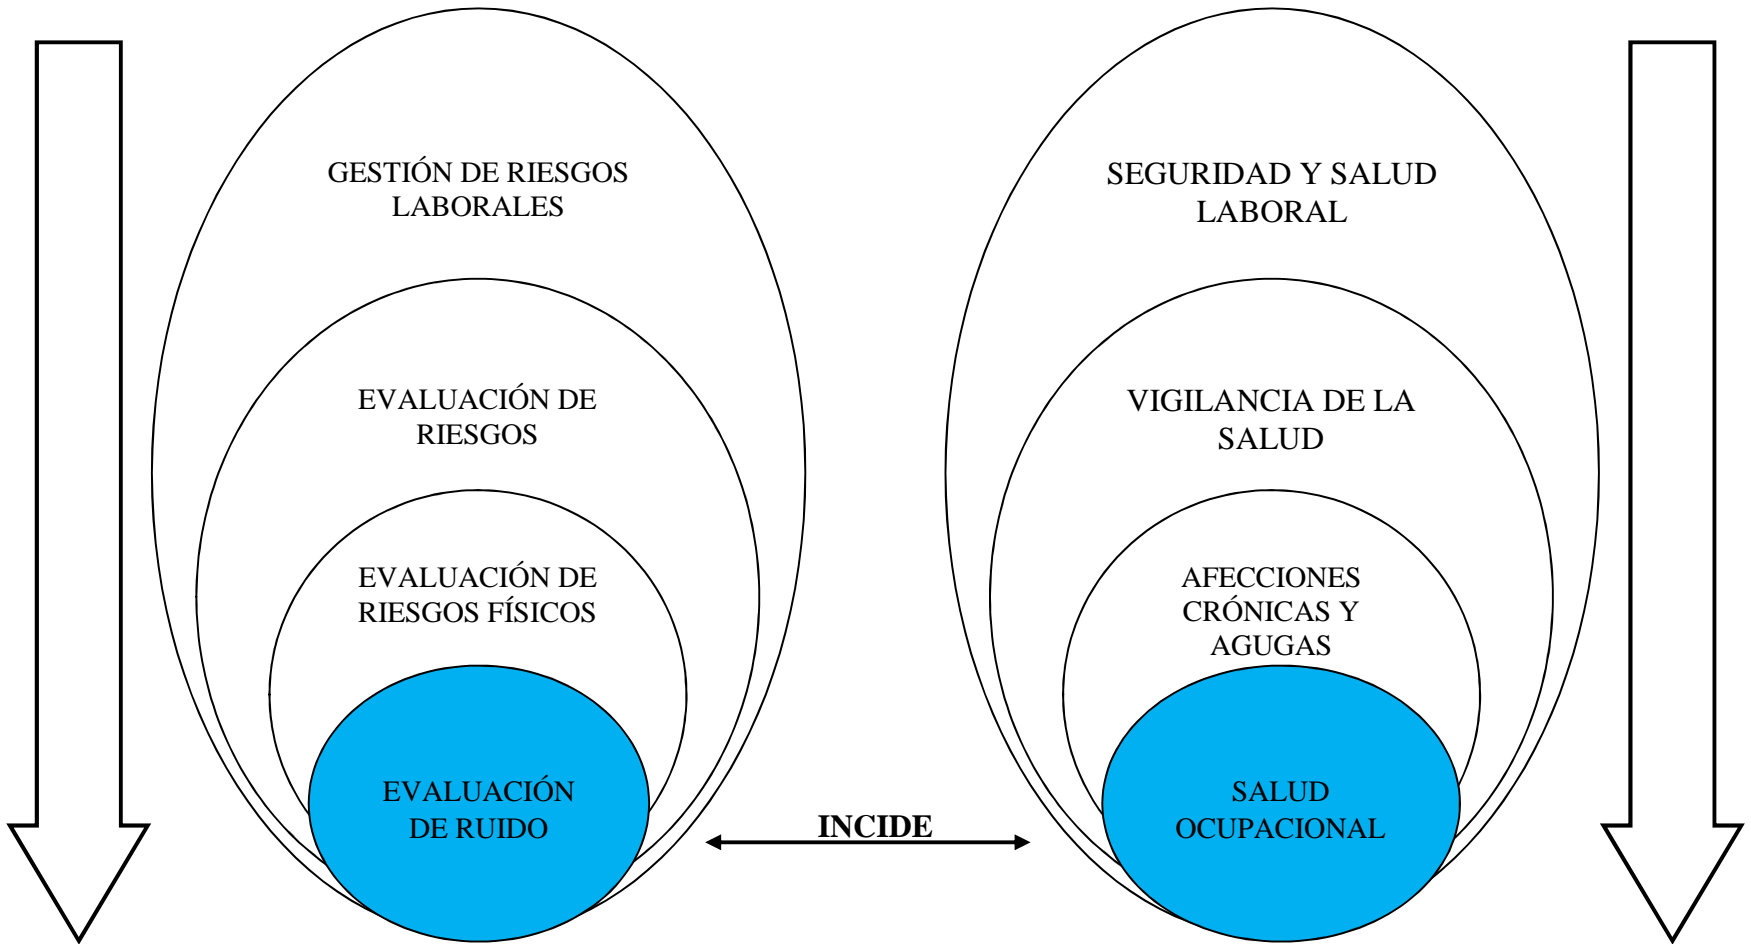 GESTIÓN DE RIESGOS
LABORALES
EVALUACIÓN DE
RIESGOS
EVALUACIÓN DE
RIESGOS FÍSICOS
EVALUACIÓN
DE RUIDO
INCIDE
SEGURIDAD Y SALUD
LABORAL
VIGILANCIA DE LA
SALUD
AFECCIONES
CRÓNICAS Y
AGUGAS
SALUD
OCUPACIONAL